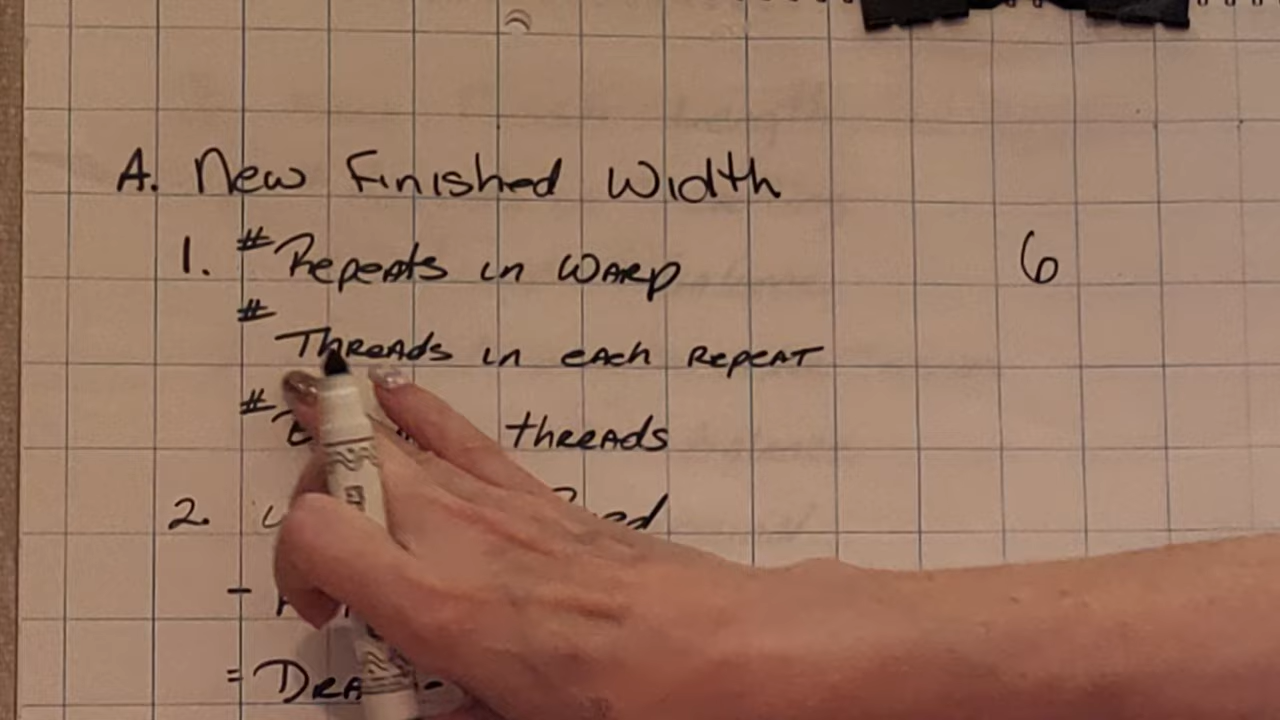 A. New Finished Width
1. # Repeats in Warp 6
# Threads in each repeat
# threads
2.
-
=